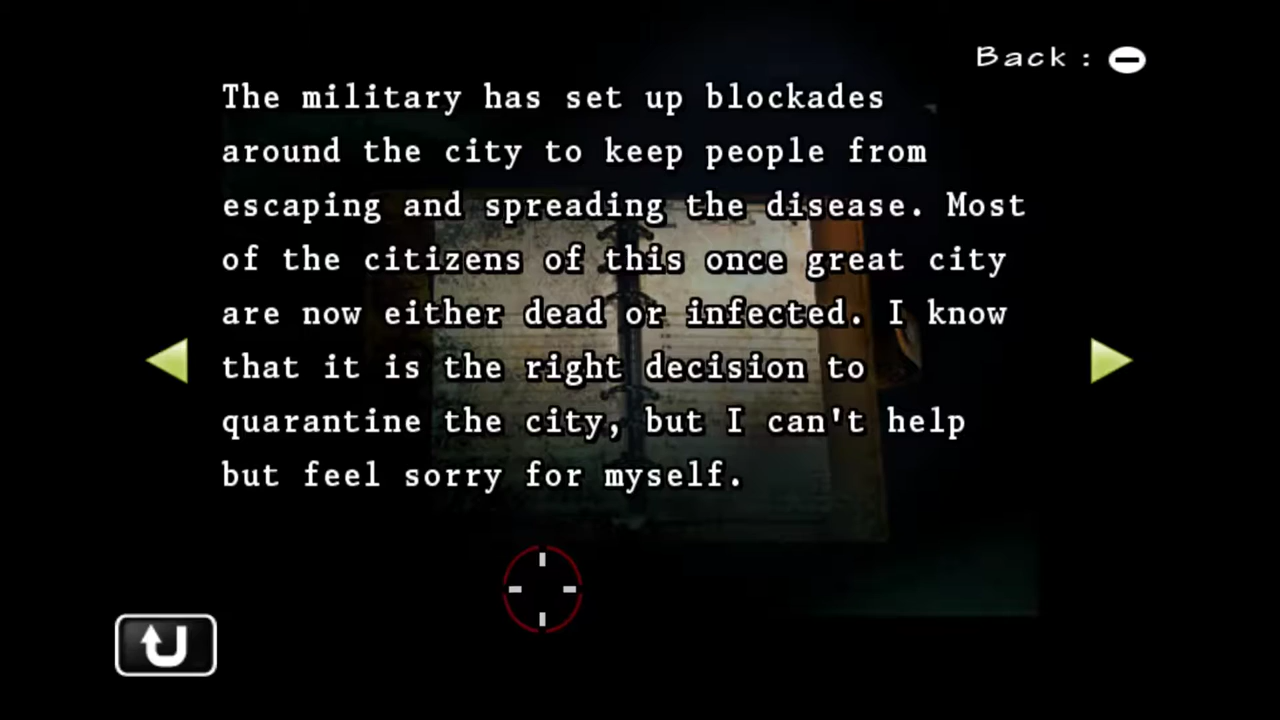 Back :
The military has set up blockades
around the city to keep people from
escaping and spreading the disease. Most
of the citizens of this once great city
are now either dead or infected. I know
that it is the right decision to
quarantine the city, but I can't help
but feel sorry for myself.